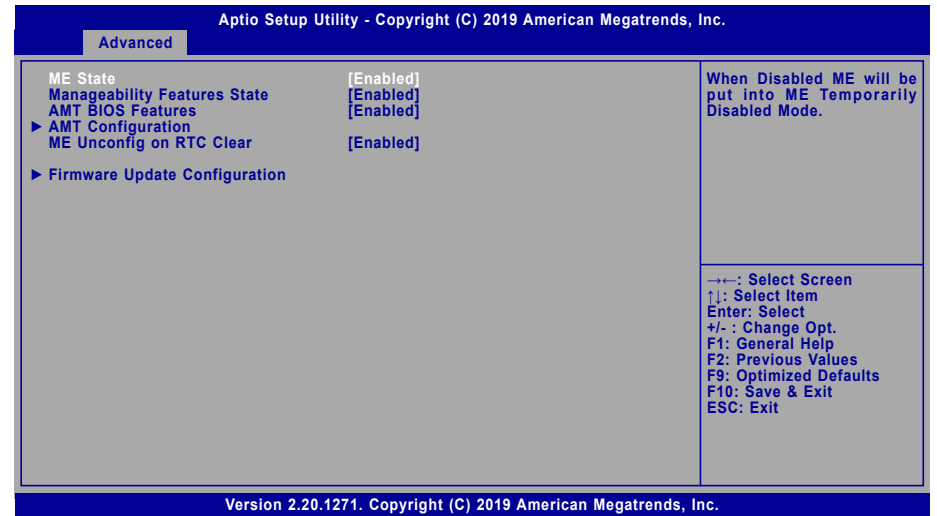 Aptio Setup Utility - Copyright (C) 2019 American Megatrends, Inc.
Advanced
ME State [Enabled]
Manageability Features State [Enabled]
AMT BIOS Features [Enabled]
▶ AMT Configuration
ME Unconfig on RTC Clear [Enabled]
▶ Firmware Update Configuration
When Disabled ME will be
put into ME Temporarily
Disabled Mode.
→←: Select Screen
↑↓: Select Item
Enter: Select
+/- : Change Opt.
F1: General Help
F2: Previous Values
F9: Optimized Defaults
F10: Save & Exit
ESC: Exit
Version 2.20.1271. Copyright (C) 2019 American Megatrends, Inc.